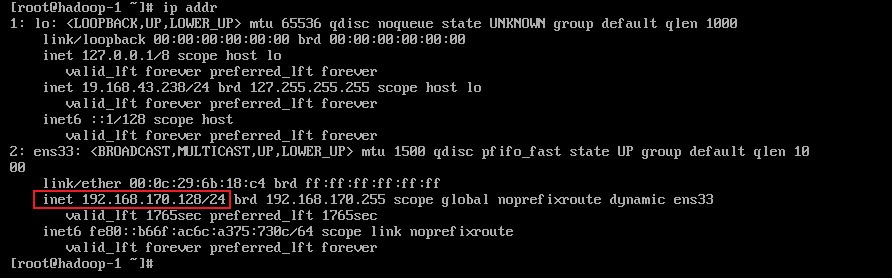 [root@hadoop-1 ~]# ip addr
1: lo: <LOOPBACK,UP,LOWER_UP> mtu 65536 qdisc noqueue state UNKNOWN group default qlen 1000
    link/loopback 00:00:00:00:00:00 brd 00:00:00:00:00:00
    inet 127.0.0.1/8 scope host lo
       valid_lft forever preferred_lft forever
    inet 19.168.43.238/24 brd 127.255.255.255 scope host lo
       valid_lft forever preferred_lft forever
    inet6 ::1/128 scope host
       valid_lft forever preferred_lft forever
2: ens33: <BROADCAST,MULTICAST,UP,LOWER_UP> mtu 1500 qdisc pfifo_fast state UP group default qlen 10
00
    link/ether 00:0c:29:6b:18:c4 brd ff:ff:ff:ff:ff:ff
    inet 192.168.170.128/24 brd 192.168.170.255 scope global noprefixroute dynamic ens33
       valid_lft 1765sec preferred_lft 1765sec
    inet6 fe80::b66f:ac6c:a375:730c/64 scope link noprefixroute
       valid_lft forever preferred_lft forever
[root@hadoop-1 ~]#